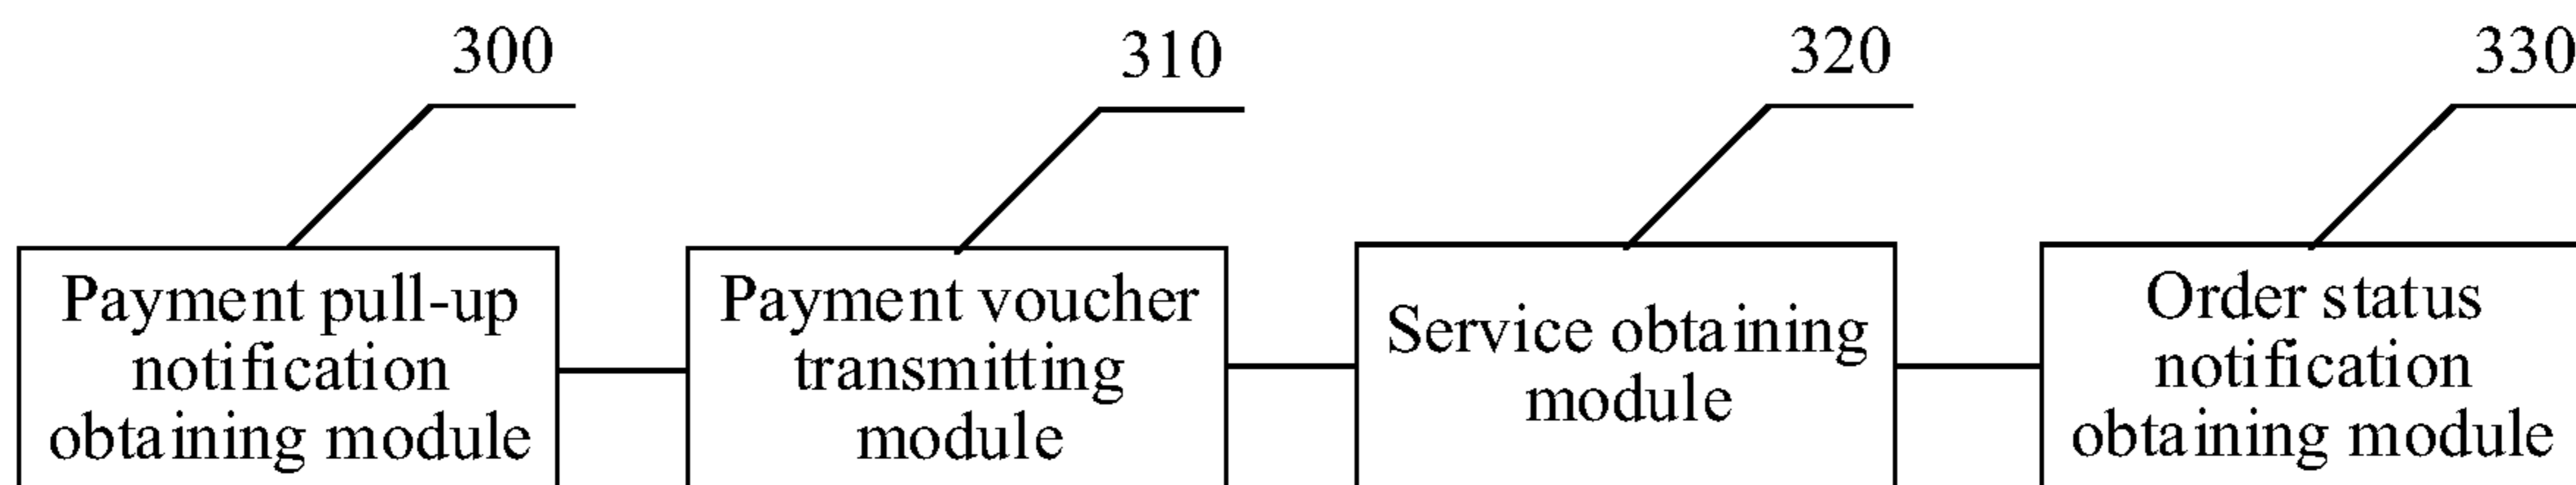 300
310
320
330
Payment pull-up
notification
obtaining module
Payment voucher
transmitting
module
Service obtaining
module
Order status
notification
obtaining module